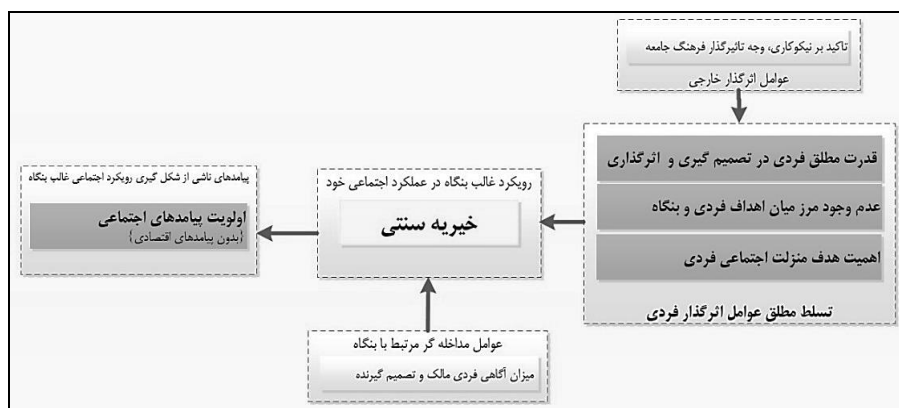 تاکید بر نیکوکاری، وجه تاثیرگذار فرهنگ جامعه
عوامل اثرگذار خارجی
قدرت مطلق فردی در تصمیم گیری و اثرگذاری
عدم وجود مرز میان اهداف فردی و بنگاه
اهمیت هدف منزلت اجتماعی فردی
تسلط مطلق عوامل اثرگذار فردی
رویکرد غالب بنگاه در عملکرد اجتماعی خود
خیریه سنتی
پیامدهای ناشی از شکل گیری رویکرد اجتماعی غالب بنگاه
اولویت پیامدهای اجتماعی
{بدون پیامدهای اقتصادی}
عوامل مداخله گر مرتبط با بنگاه
میزان آگاهی فردی مالک و تصمیم گیرنده